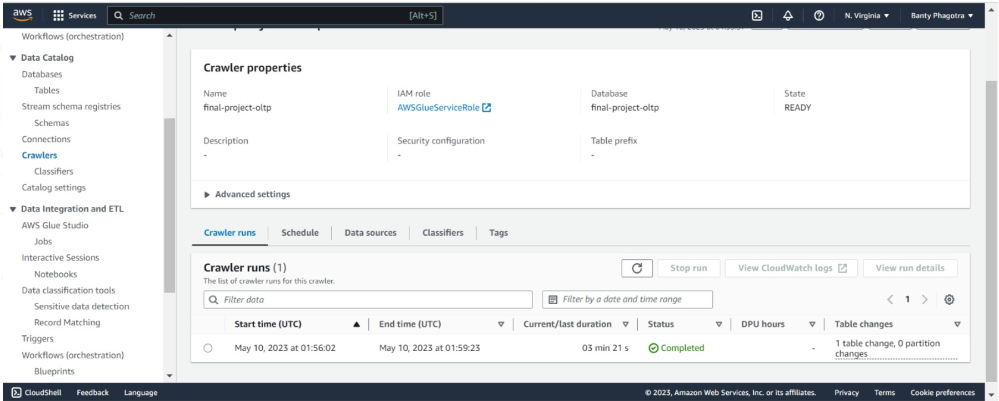 aws Services Search [Alt+S] N. Virginia Banty Phagotra
Workflows (orchestration)
Data Catalog
Databases
Tables
Stream schema registries
Schemas
Connections
Crawlers
Classifiers
Catalog settings
Data Integration and ETL
AWS Glue Studio
Jobs
Interactive Sessions
Notebooks
Data classification tools
Sensitive data detection
Record Matching
Triggers
Workflows (orchestration)
Blueprints
Crawler properties
Name IAM role Database State
final-project-oltp AWSGlueServiceRole final-project-oltp READY
Description Security configuration Table prefix
- - -
Advanced settings
Crawler runs Schedule Data sources Classifiers Tags
Crawler runs (1) Stop run View CloudWatch logs View run details
The list of crawler runs for this crawler.
Filter data Filter by a date and time range 1
Start time (UTC) End time (UTC) Current/last duration Status DPU hours Table changes
May 10, 2023 at 01:56:02 May 10, 2023 at 01:59:23 03 min 21 s Completed - 1 table change, 0 partition
changes
CloudShell Feedback Language © 2023, Amazon Web Services, Inc. or its affiliates. Privacy Terms Cookie preferences